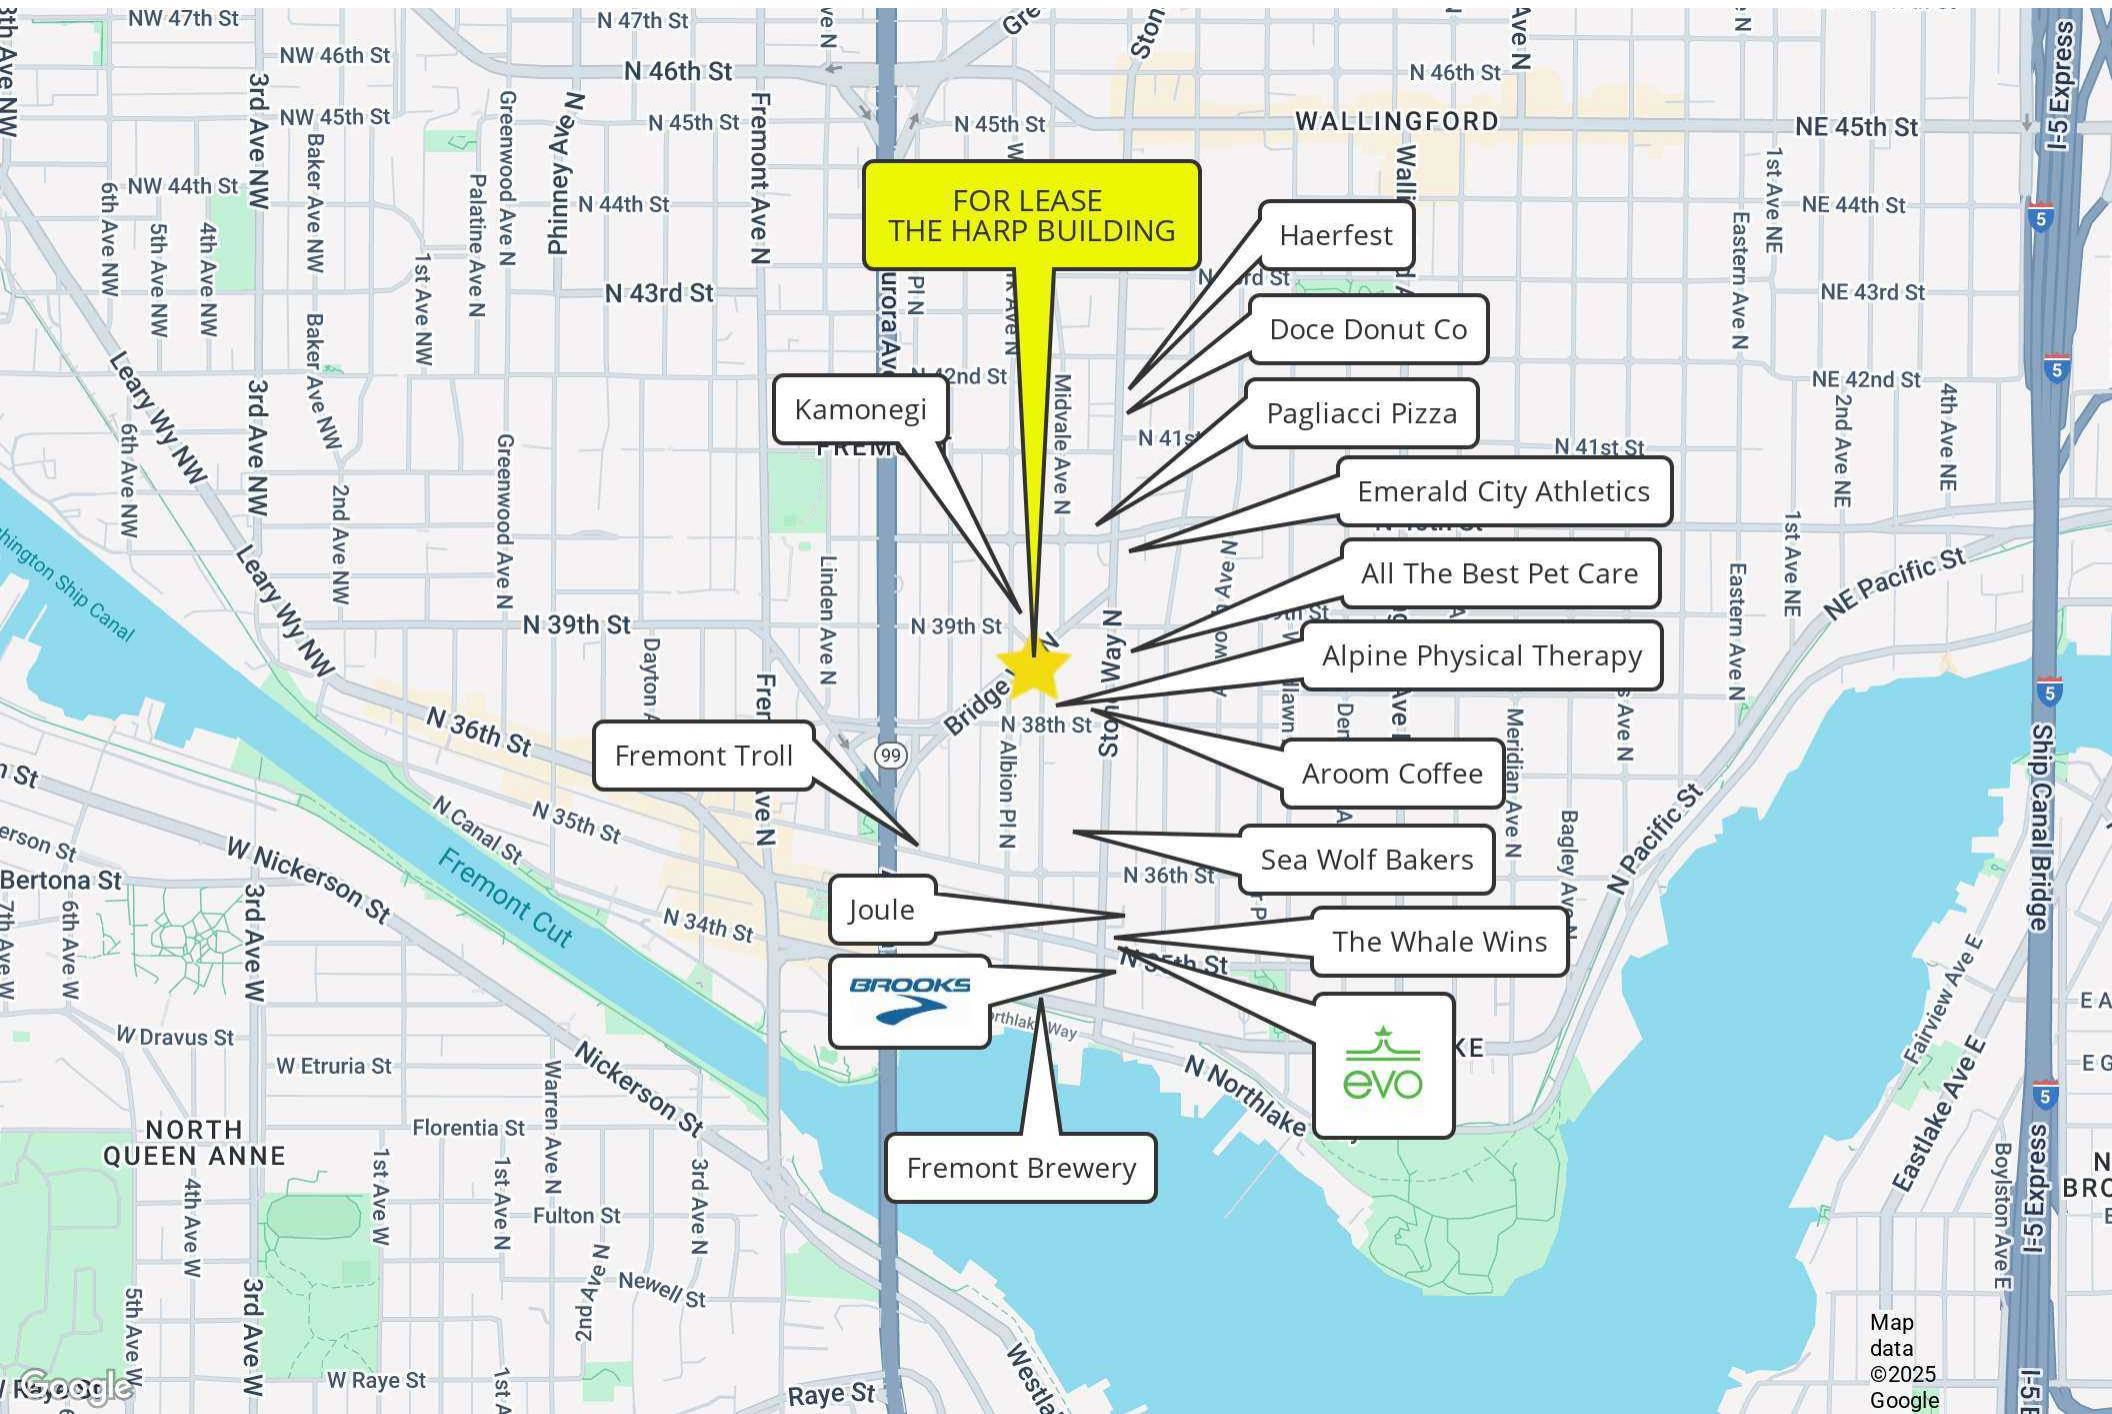 NW 47th St
N 47th St
NW 46th St
N 46th St
N 46th St
NW 45th St
N 45th St
N 45th St
WALLINGFORD
NE 45th St
I-5 Express
3rd Ave NW
Baker Ave NW
Greenwood Ave N
Phinney Ave N
Fremont Ave N
1st Ave NE
NW 44th St
N 44th St
NE 44th St
6th Ave NW
5th Ave NW
4th Ave NW
Palatine Ave N
1st Ave NW
Eastern Ave N
5
FOR LEASE
THE HARP BUILDING
Haerfest
N 43rd St
NE 43rd St
Pl N
Doce Donut Co
Leary Wy NW
3rd Ave NW
Baker Ave NW
Midvale Ave N
NE 42nd St
5
Kamonegi
Pagliacci Pizza
6th Ave NW
2nd Ave NW
Greenwood Ave N
N 41st St
2nd Ave NE
4th Ave NE
Emerald City Athletics
1st Ave NE
NE Pacific St
Leary Wy NW
Linden Ave N
All The Best Pet Care
Eastern Ave N
N 39th St
N 39th St
Stone Way N
Alpine Physical Therapy
5
Bridge
N 38th St
N 36th St
Fremont Troll
99
Albion Pl N
Aroom Coffee
Meridian Ave N
Ship Canal Bridge
N Canal St
N 35th St
Fremont Cut
Sea Wolf Bakers
Bagley Ave N
N Pacific St
W Nickerson St
Bertona St
N 36th St
3rd Ave W
6th Ave W
7th Ave W
N 34th St
Joule
The Whale Wins
N 35th St
BROOKS
evo
W Dravus St
W Etruria St
Nickerson St
N Northlake
Fairview Ave E
Eastlake Ave E
5
NORTH
QUEEN ANNE
Florentia St
Warren Ave N
Fremont Brewery
1st Ave W
1st Ave N
3rd Ave N
4th Ave W
Fulton St
2nd Ave N
Newell St
Boylston Ave E
I-5 Express
5th Ave W
3rd Ave W
W Raye St
Raye St
Google
Map
data
©2025
Google